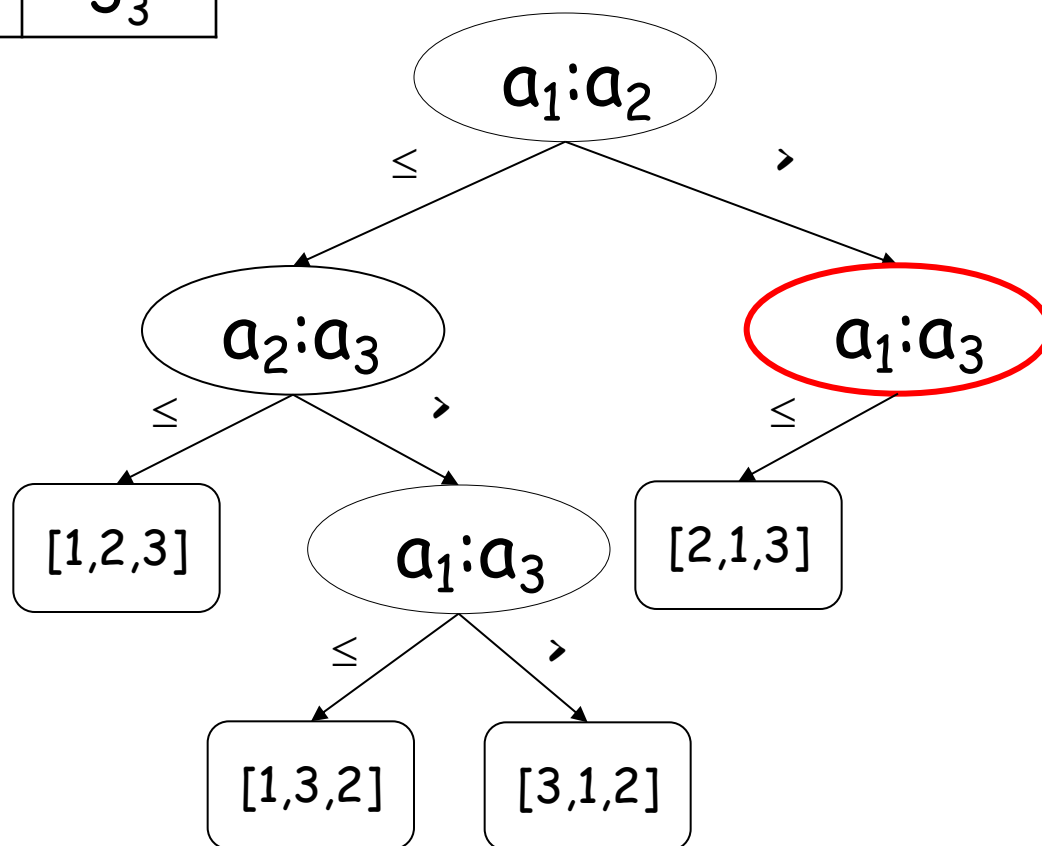 3
a₁:a₂
≤ >
a₂:a₃ a₁:a₃
≤ > ≤
[1,2,3] a₁:a₃ [2,1,3]
≤ >
[1,3,2] [3,1,2]